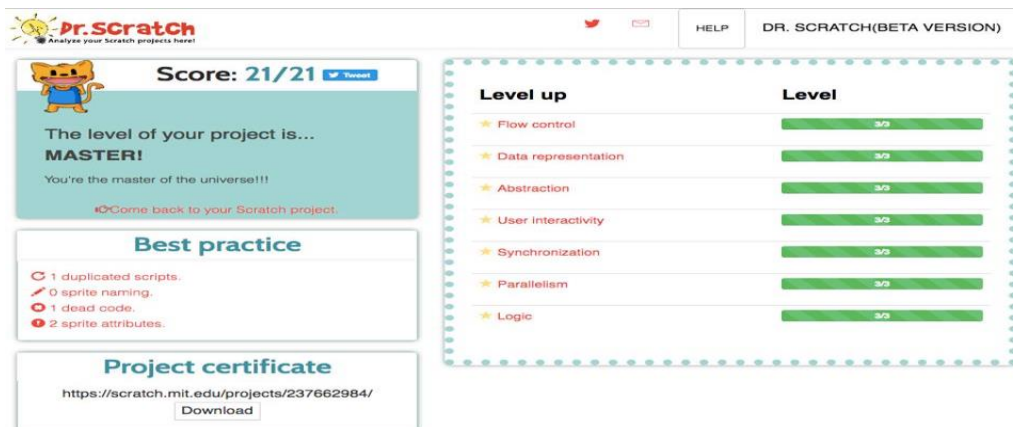 Dr.Scratch
Analyze your Scratch projects here!
HELP
DR. SCRATCH(BETA VERSION)
Score: 21/21 Tweet
The level of your project is...
MASTER!
You're the master of the universe!!!
Come back to your Scratch project.
Best practice
1 duplicated scripts.
0 sprite naming.
1 dead code.
2 sprite attributes.
Project certificate
https://scratch.mit.edu/projects/237662984/
Download
Level up Level
Flow control 3/3
Data representation 3/3
Abstraction 3/3
User interactivity 3/3
Synchronization 3/3
Parallelism 3/3
Logic 3/3